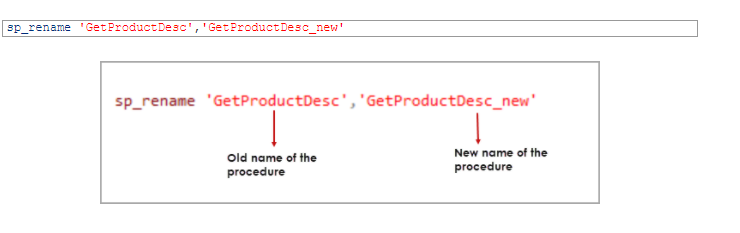 sp_rename 'GetProductDesc','GetProductDesc_new'
sp_rename 'GetProductDesc','GetProductDesc_new'
Old name of the
procedure
New name of the
procedure